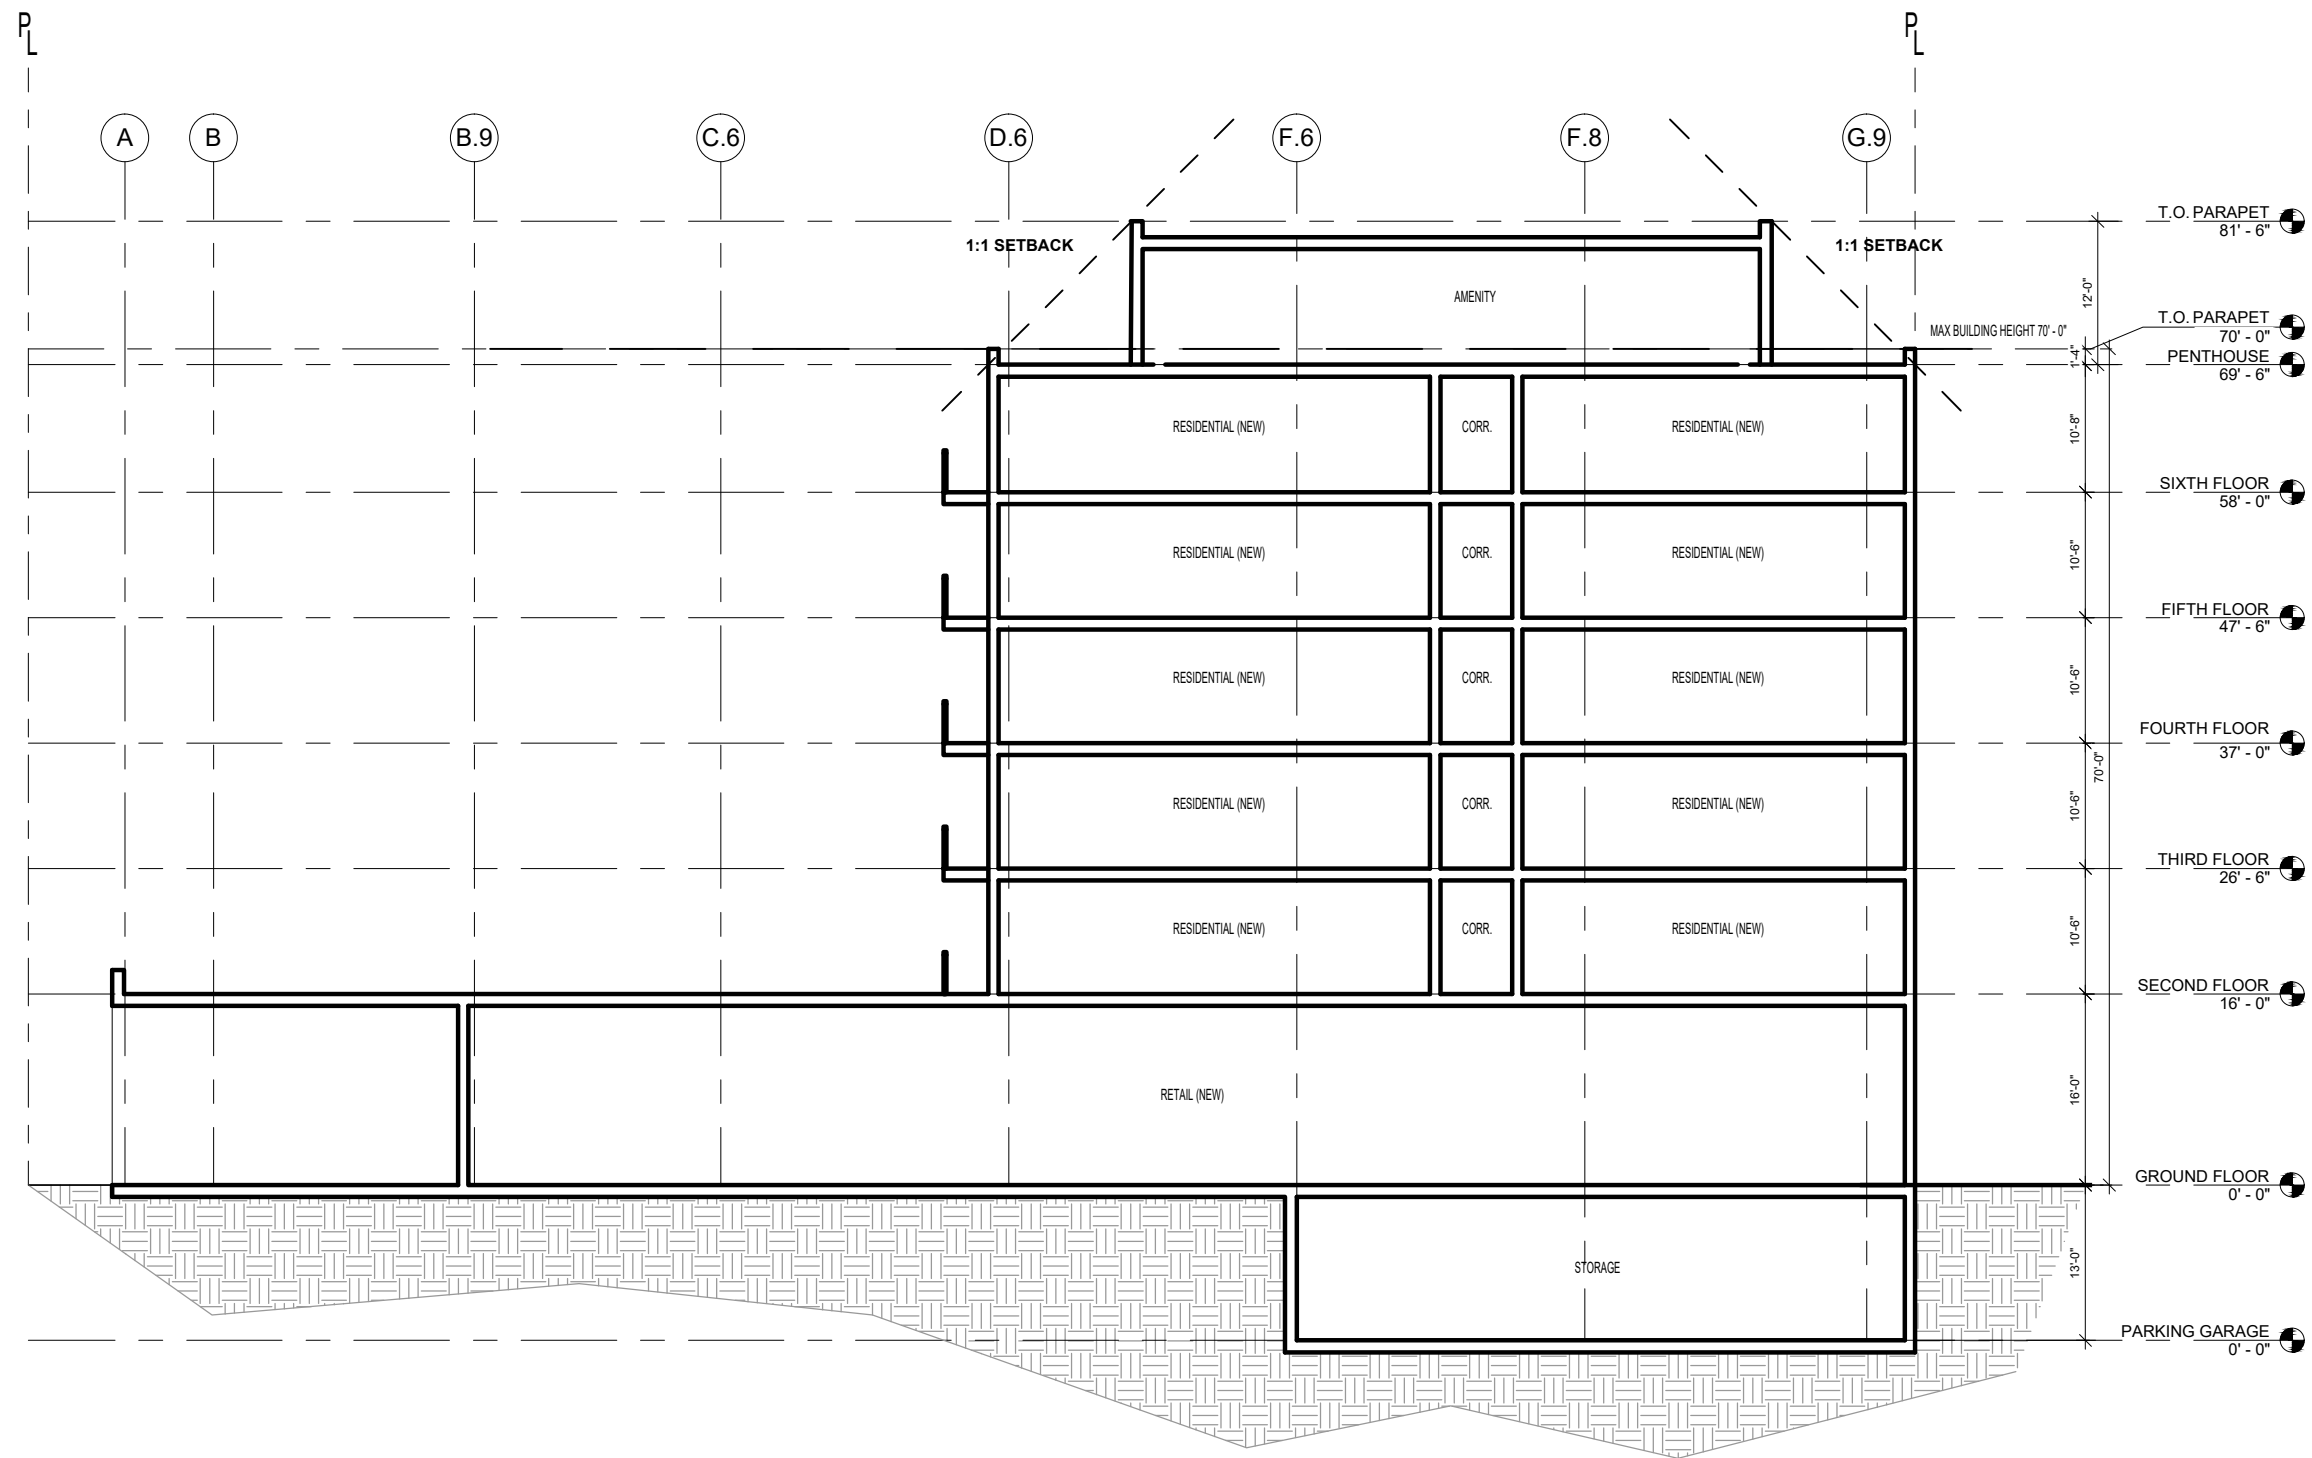 PL
PL
A
B
B.9
C.6
D.6
F.6
F.8
G.9
T.O. PARAPET
81' - 6"
1:1 SETBACK
1:1 SETBACK
12'-0"
AMENITY
MAX BUILDING HEIGHT 70' - 0"
T.O. PARAPET
70' - 0"
1'-4"
PENTHOUSE
69' - 6"
RESIDENTIAL (NEW)
CORR.
RESIDENTIAL (NEW)
10'-8"
SIXTH FLOOR
58' - 0"
RESIDENTIAL (NEW)
CORR.
RESIDENTIAL (NEW)
10'-6"
FIFTH FLOOR
47' - 6"
RESIDENTIAL (NEW)
CORR.
RESIDENTIAL (NEW)
10'-6"
FOURTH FLOOR
37' - 0"
70'-0"
RESIDENTIAL (NEW)
CORR.
RESIDENTIAL (NEW)
10'-6"
THIRD FLOOR
26' - 6"
RESIDENTIAL (NEW)
CORR.
RESIDENTIAL (NEW)
10'-6"
SECOND FLOOR
16' - 0"
RETAIL (NEW)
16'-0"
GROUND FLOOR
0' - 0"
STORAGE
13'-0"
PARKING GARAGE
0' - 0"